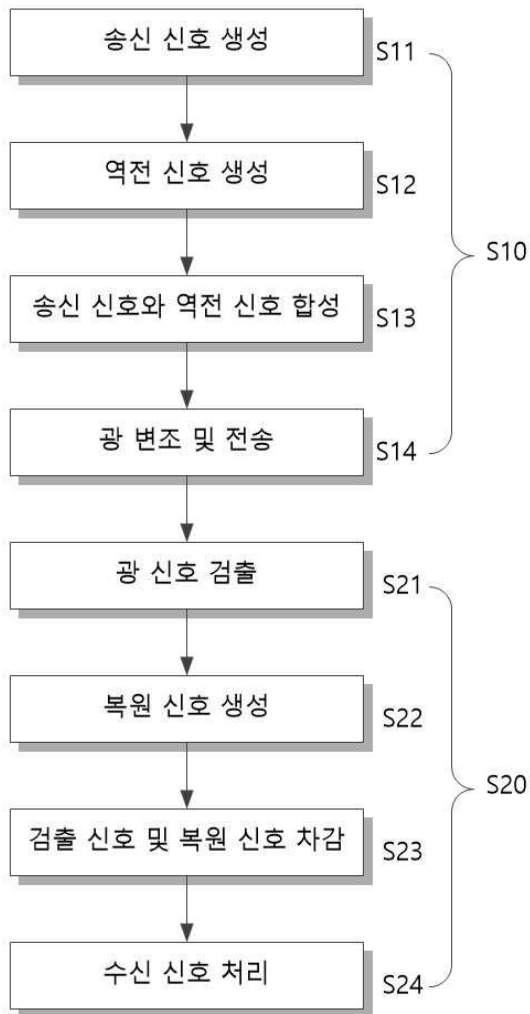 송신 신호 생성
S11
역전 신호 생성
S12
S10
송신 신호와 역전 신호 합성
S13
광 변조 및 전송
S14
광 신호 검출
S21
복원 신호 생성
S22
S20
검출 신호 및 복원 신호 차감
S23
수신 신호 처리
S24